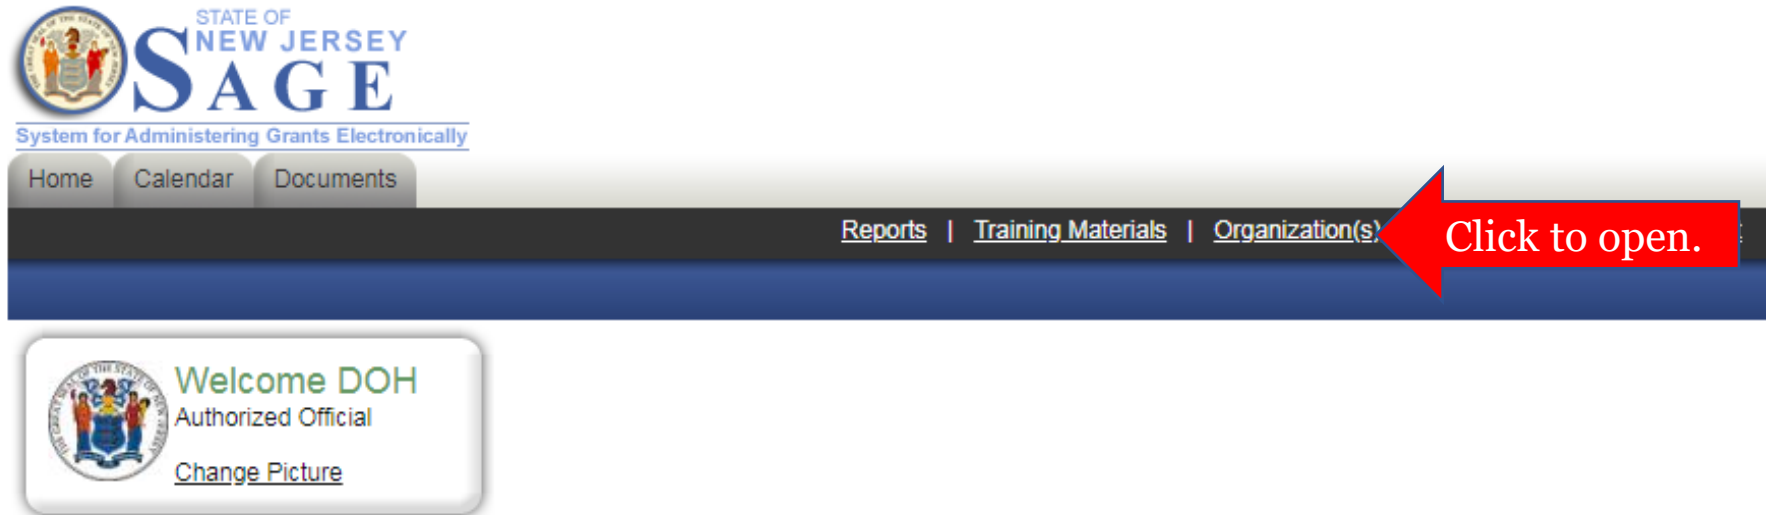 STATE OF
NEW JERSEY
SAGE
System for Administering Grants Electronically
Home Calendar Documents
Reports | Training Materials | Organization(s)
Click to open.
Welcome DOH
Authorized Official
Change Picture